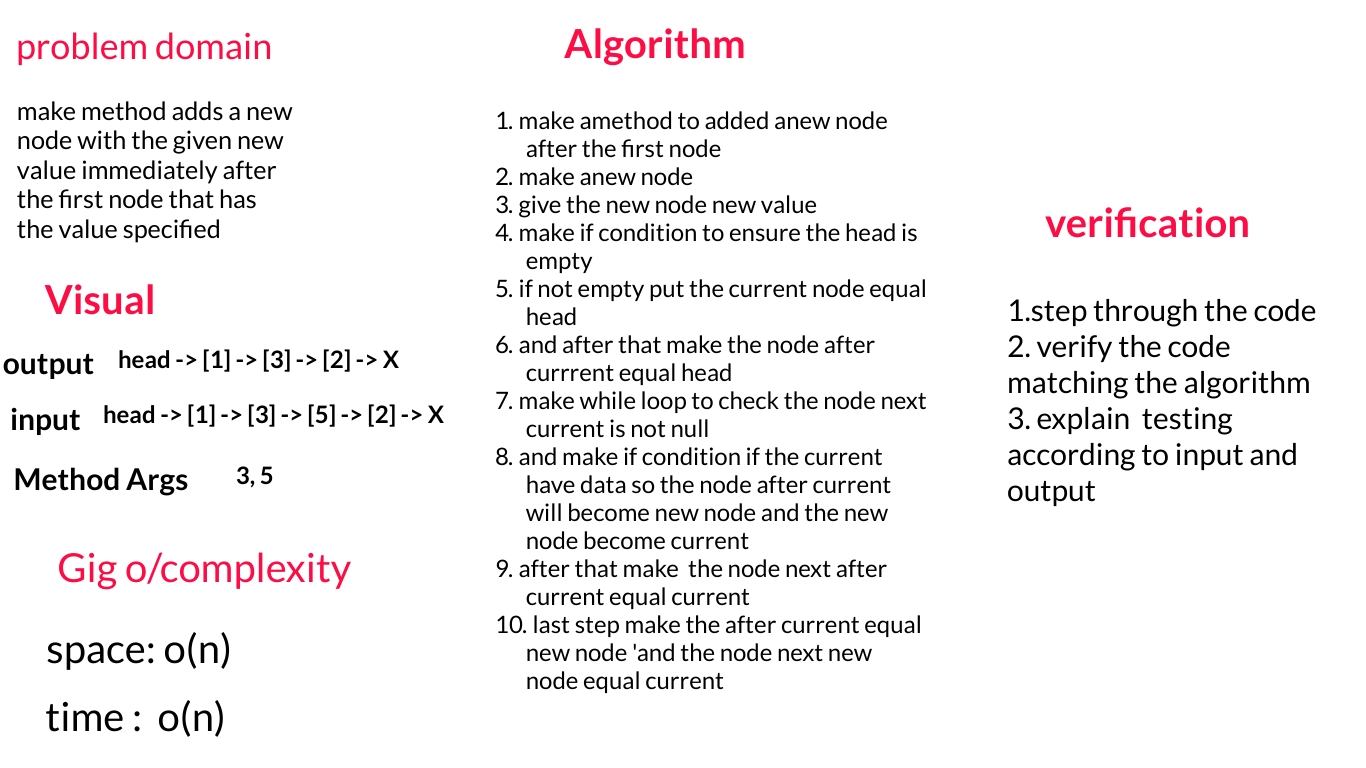 problem domain
make method adds a new
node with the given new
value immediately after
the first node that has
the value specified
Visual
output head -> [1] -> [3] -> [2] -> X
input head -> [1] -> [3] -> [5] -> [2] -> X
Method Args 3, 5
Gig o/complexity
space: o(n)
time : o(n)
Algorithm
1. make amethod to added anew node
after the first node
2. make anew node
3. give the new node new value
4. make if condition to ensure the head is
empty
5. if not empty put the current node equal
head
6. and after that make the node after
currrent equal head
7. make while loop to check the node next
current is not null
8. and make if condition if the current
have data so the node after current
will become new node and the new
node become current
9. after that make the node next after
current equal current
10. last step make the after current equal
new node 'and the node next new
node equal current
verification
1.step through the code
2. verify the code
matching the algorithm
3. explain testing
according to input and
output